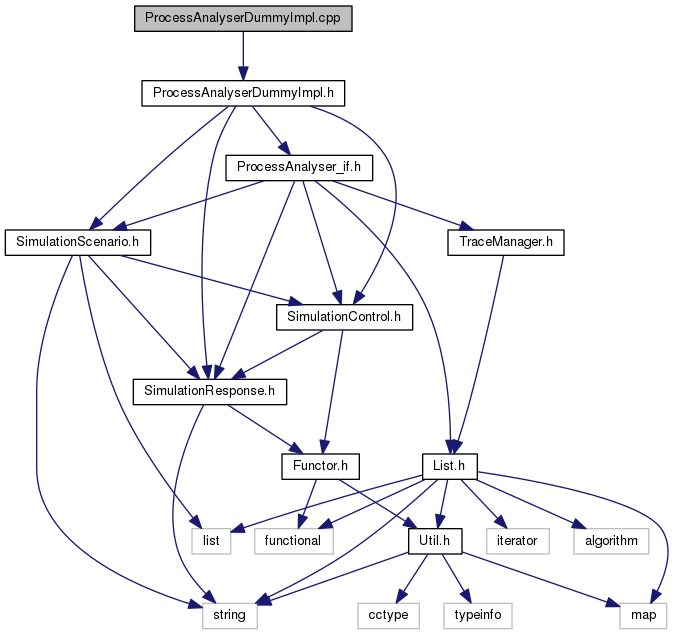 ProcessAnalyserDummyImpl.cpp
ProcessAnalyserDummyImpl.h
ProcessAnalyser_if.h
SimulationScenario.h
TraceManager.h
SimulationControl.h
SimulationResponse.h
Functor.h
List.h
list
functional
Util.h
iterator
algorithm
string
cctype
typeinfo
map